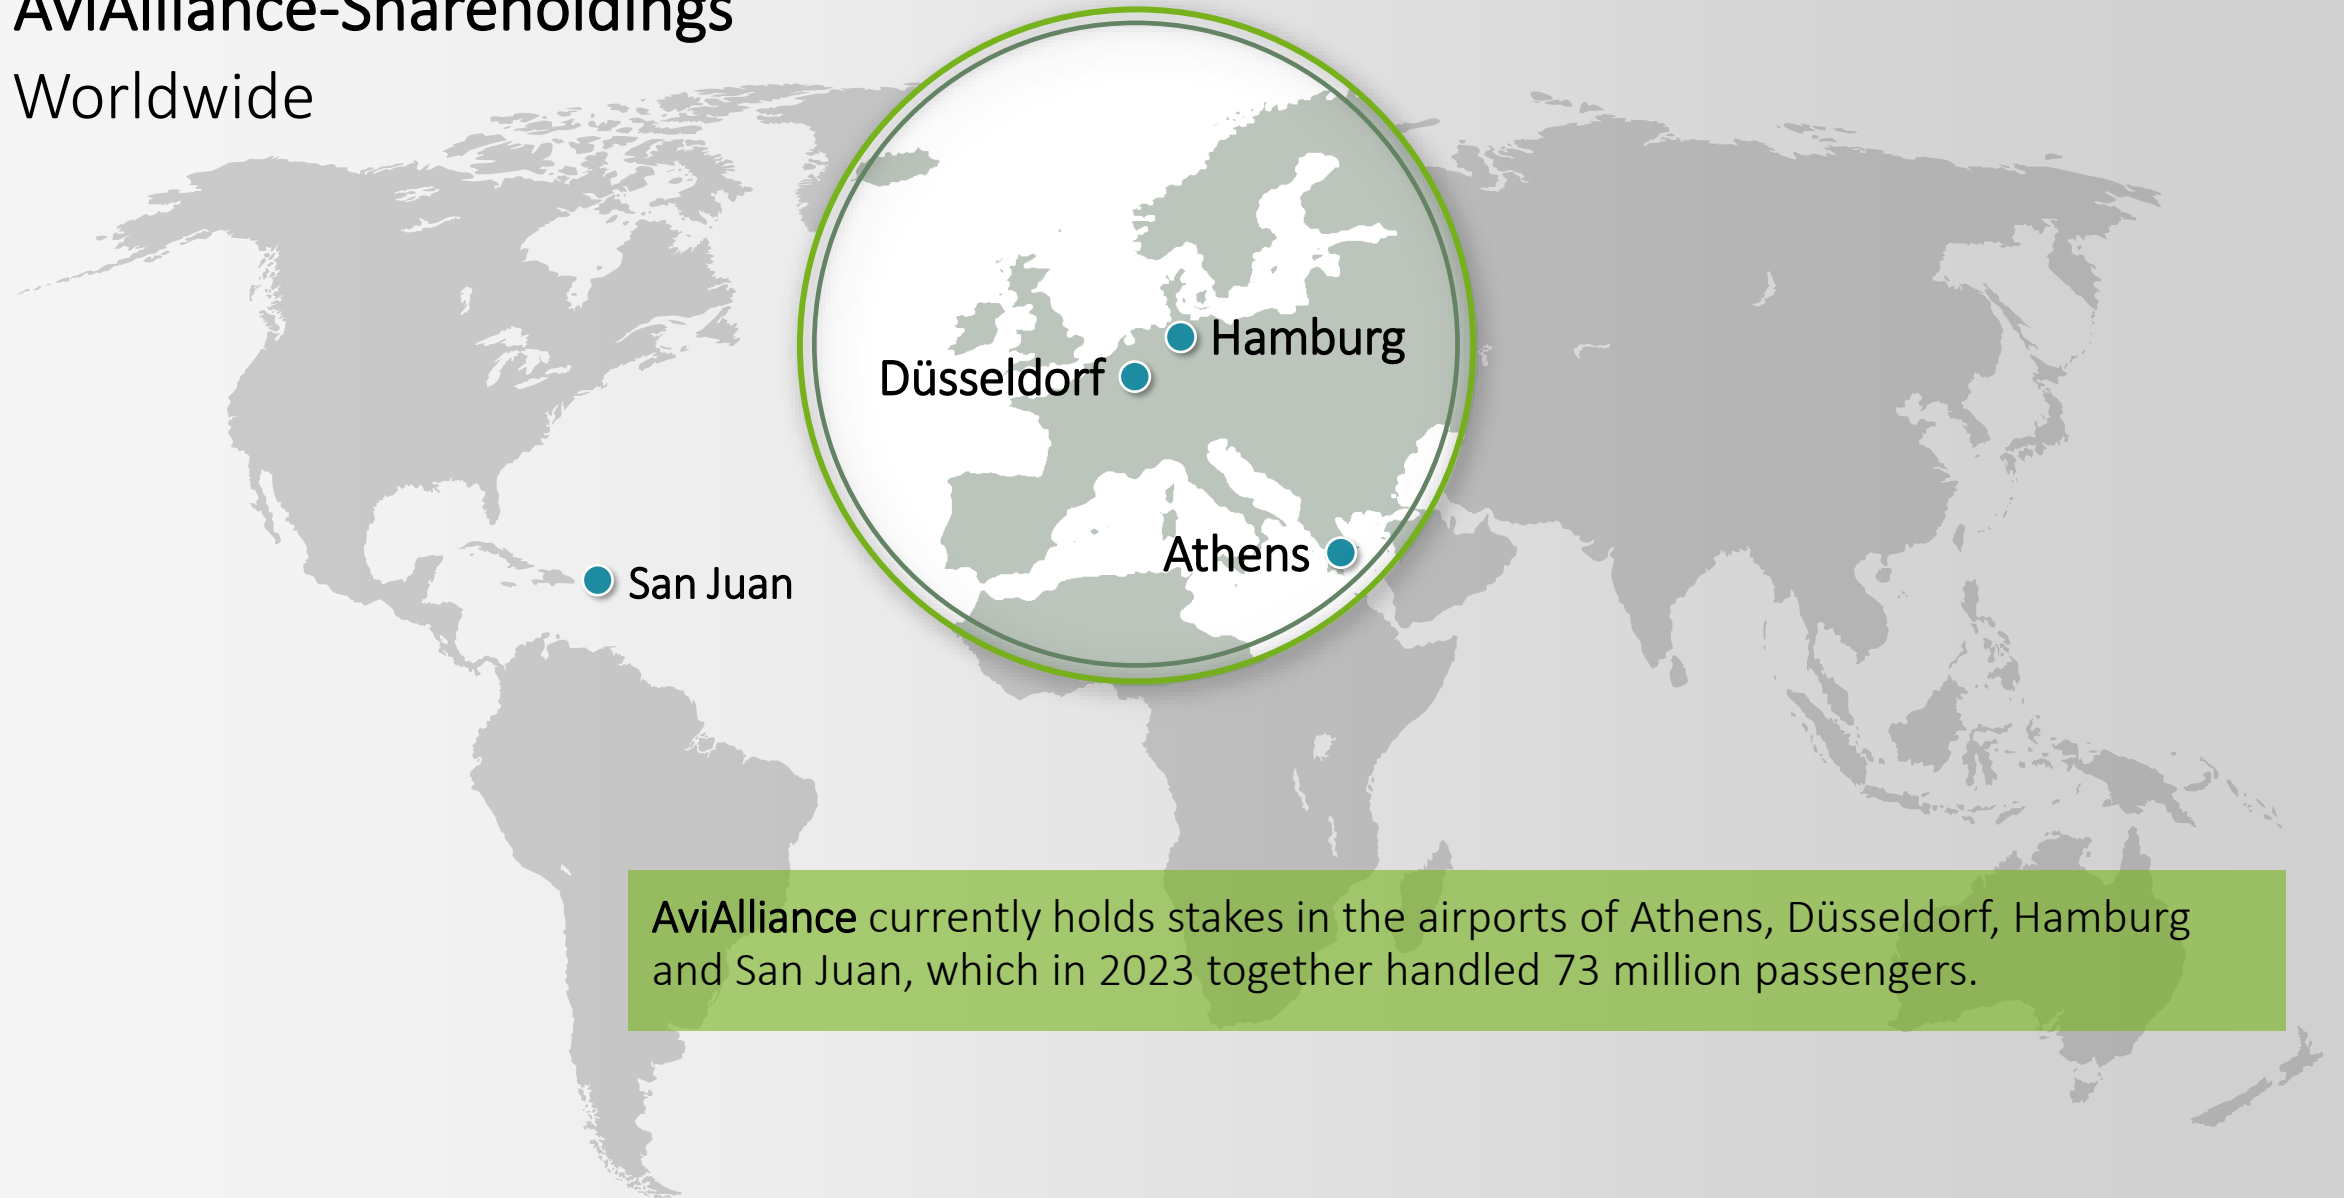 AviAlliance-Shareholdings
Worldwide
Hamburg
Düsseldorf
Athens
San Juan
AviAlliance currently holds stakes in the airports of Athens, Düsseldorf, Hamburg
and San Juan, which in 2023 together handled 73 million passengers.